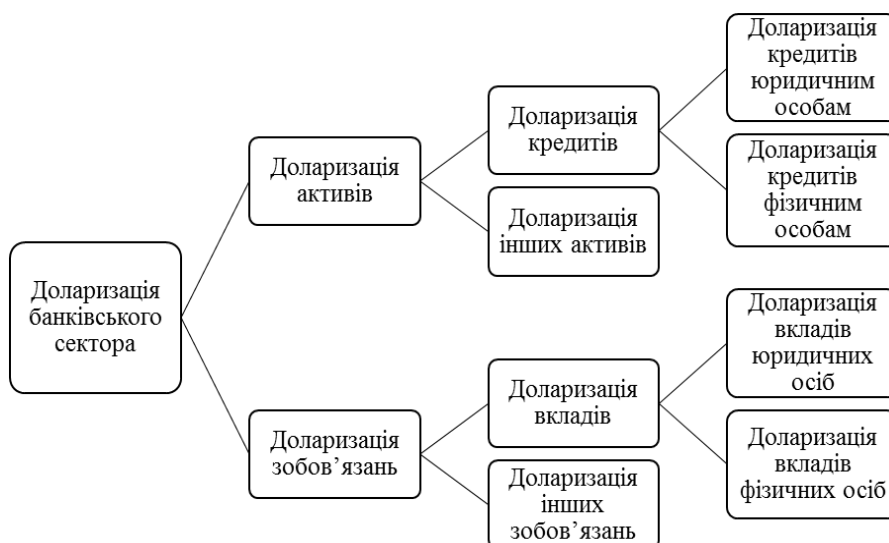 Доларизація
банківського
сектора
Доларизація
активів
Доларизація
кредитів
Доларизація
кредитів
юридичним
особам
Доларизація
кредитів
фізичним
особам
Доларизація
інших активів
Доларизація
зобов’язань
Доларизація
вкладів
Доларизація
вкладів
юридичних
осіб
Доларизація
вкладів
фізичних осіб
Доларизація
інших
зобов’язань